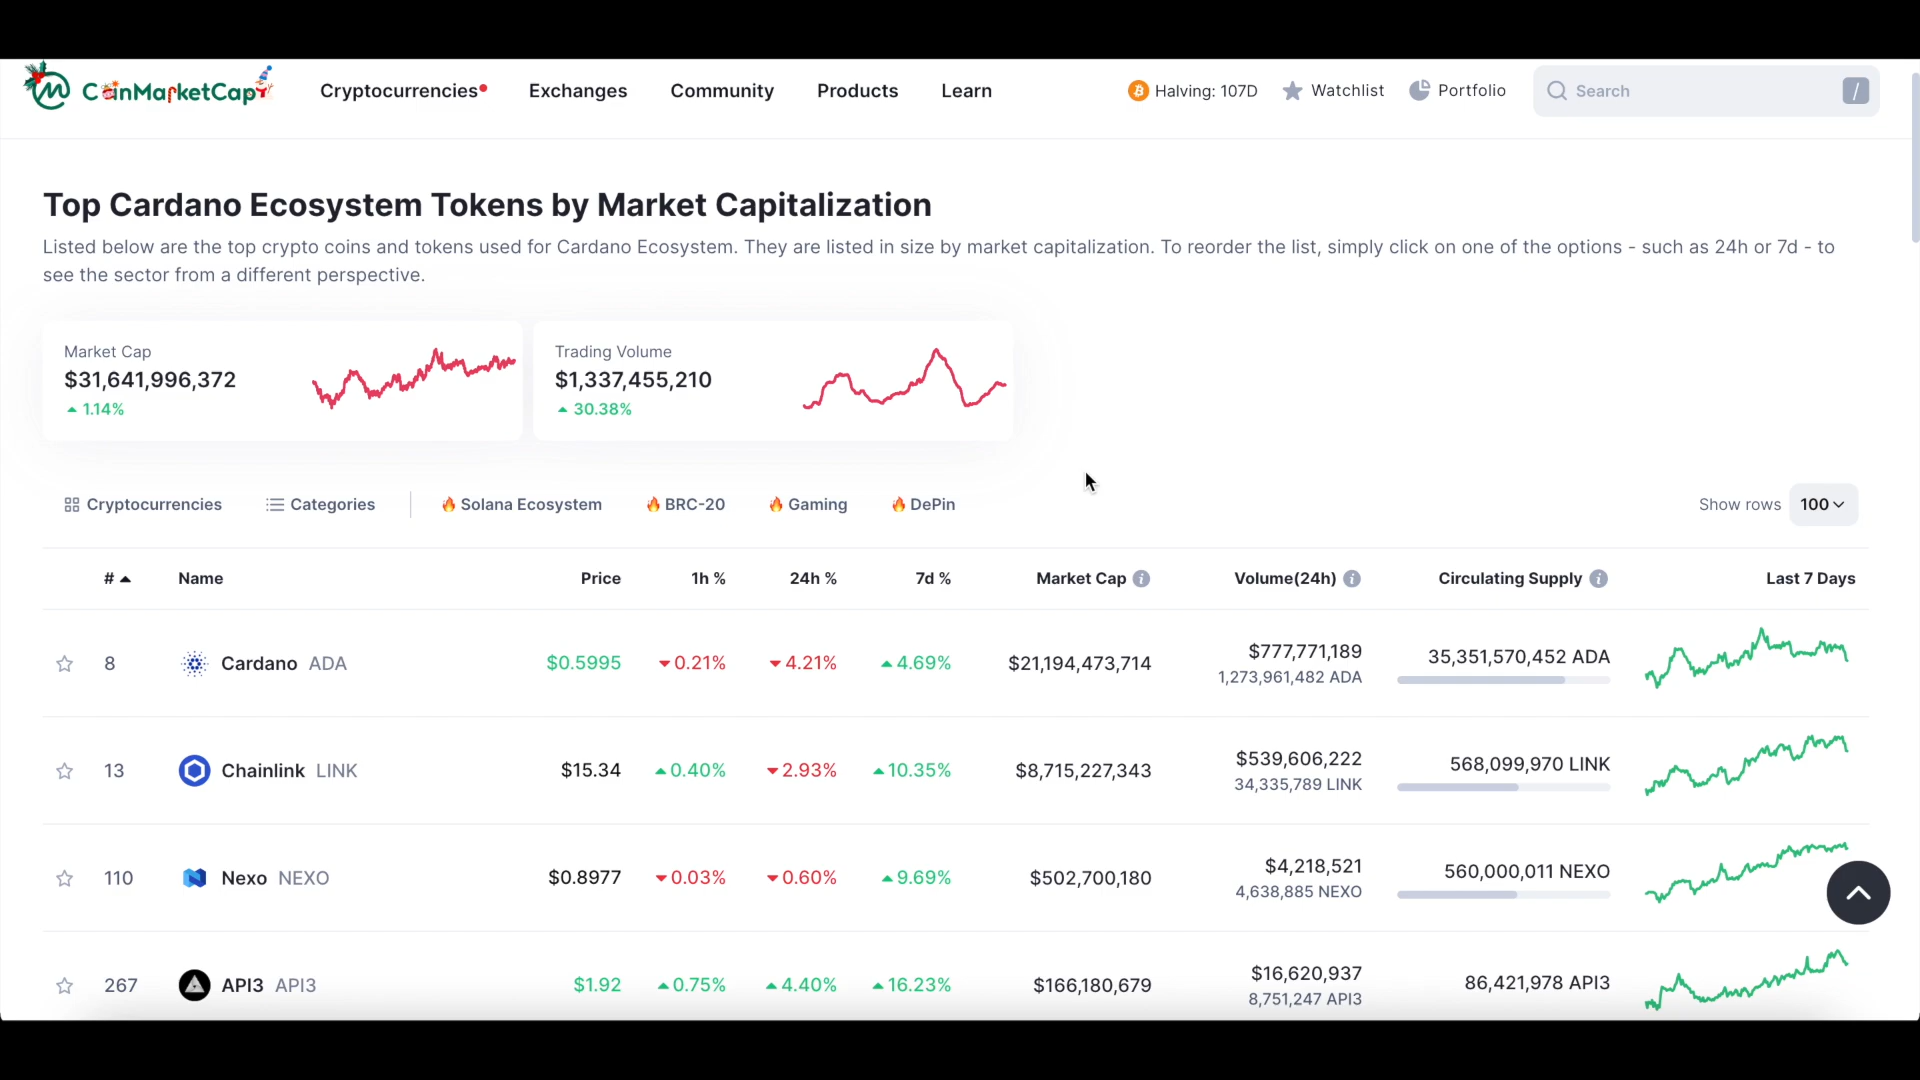 CoinMarketCap
Cryptocurrencies Exchanges Community Products Learn Halving: 107D Watchlist Portfolio Search /
Top Cardano Ecosystem Tokens by Market Capitalization
Listed below are the top crypto coins and tokens used for Cardano Ecosystem. They are listed in size by market capitalization. To reorder the list, simply click on one of the options - such as 24h or 7d - to
see the sector from a different perspective.
Market Cap
$31,641,996,372
1.14%
Trading Volume
$1,337,455,210
30.38%
Cryptocurrencies Categories Solana Ecosystem BRC-20 Gaming DePin Show rows 100
# Name Price 1h % 24h % 7d % Market Cap Volume(24h) Circulating Supply Last 7 Days
8 Cardano ADA $0.5995 0.21% 4.21% 4.69% $21,194,473,714 $777,771,189 35,351,570,452 ADA
1,273,961,482 ADA
13 Chainlink LINK $15.34 0.40% 2.93% 10.35% $8,715,227,343 $539,606,222 568,099,970 LINK
34,335,789 LINK
110 Nexo NEXO $0.8977 0.03% 0.60% 9.69% $502,700,180 $4,218,521 560,000,011 NEXO
4,638,885 NEXO
267 API3 API3 $1.92 0.75% 4.40% 16.23% $166,180,679 $16,620,937 86,421,978 API3
8,751,247 API3